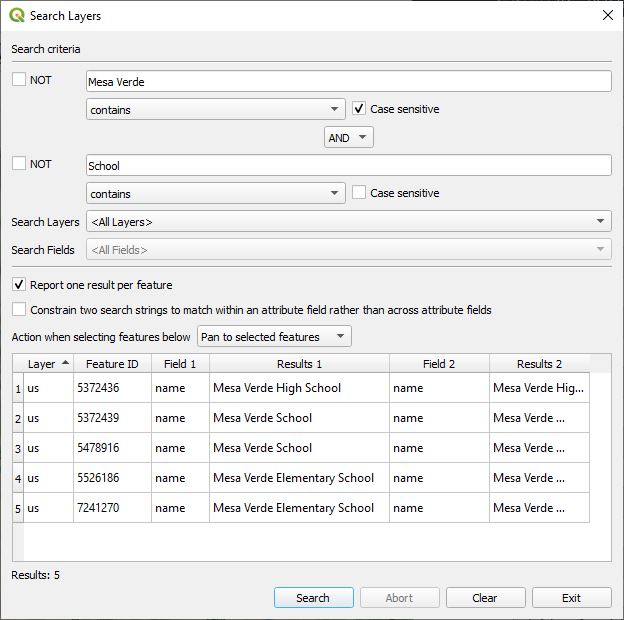 Search Layers
Search criteria
NOT Mesa Verde
contains Case sensitive
AND
NOT School
contains Case sensitive
Search Layers <All Layers>
Search Fields <All Fields>
Report one result per feature
Constrain two search strings to match within an attribute field rather than across attribute fields
Action when selecting features below Pan to selected features
Layer Feature ID Field 1 Results 1 Field 2 Results 2
1 us 5372436 name Mesa Verde High School name Mesa Verde Hig...
2 us 5372439 name Mesa Verde School name Mesa Verde ...
3 us 5478916 name Mesa Verde School name Mesa Verde ...
4 us 5526186 name Mesa Verde Elementary School name Mesa Verde ...
5 us 7241270 name Mesa Verde Elementary School name Mesa Verde ...
Results: 5
Search Abort Clear Exit